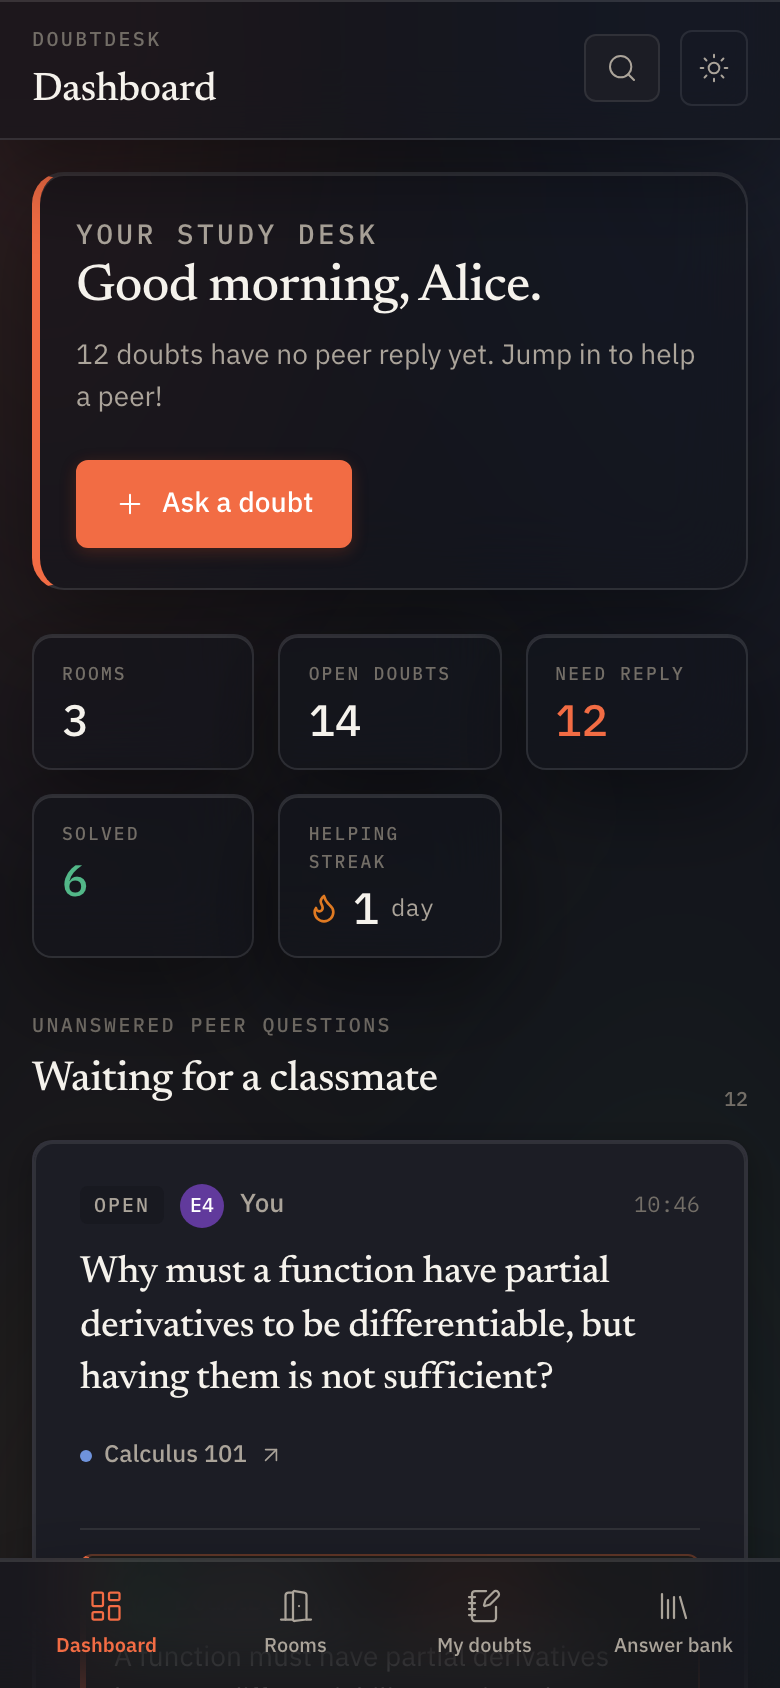 DOUBTDESK
Dashboard
YOUR STUDY DESK
Good morning, Alice.
12 doubts have no peer reply yet. Jump in to help
a peer!
+ Ask a doubt
ROOMS
3
OPEN DOUBTS
14
NEED REPLY
12
SOLVED
6
HELPING
STREAK
1 day
UNANSWERED PEER QUESTIONS
Waiting for a classmate
12
OPEN E4 You 10:46
Why must a function have partial
derivatives to be differentiable, but
having them is not sufficient?
Calculus 101 ↗
Dashboard
Rooms
My doubts
Answer bank
A function must have partial derivatives